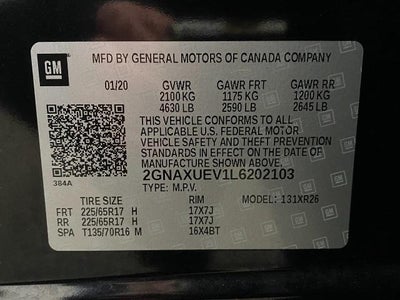 GM
MFD BY GENERAL MOTORS OF CANADA COMPANY
01/20 GVWR GAWR FRT GAWR RR
2100 KG 1175 KG 1200 KG
4630 LB 2590 LB 2645 LB
THIS VEHICLE CONFORMS TO ALL
APPLICABLE U.S. FEDERAL MOTOR
VEHICLE SAFETY AND THEFT PREVENTION
STANDARDS IN EFFECT ON THE DATE OF
MANUFACTURE SHOWN ABOVE.
384A 2GNAXUEV1L6202103
TYPE: M.P.V. MODEL: 131XR26
TIRE SIZE RIM
FRT 225/65R17 H 17X7J
RR 225/65R17 H 17X7J
SPA T135/70R16 M 16X4BT